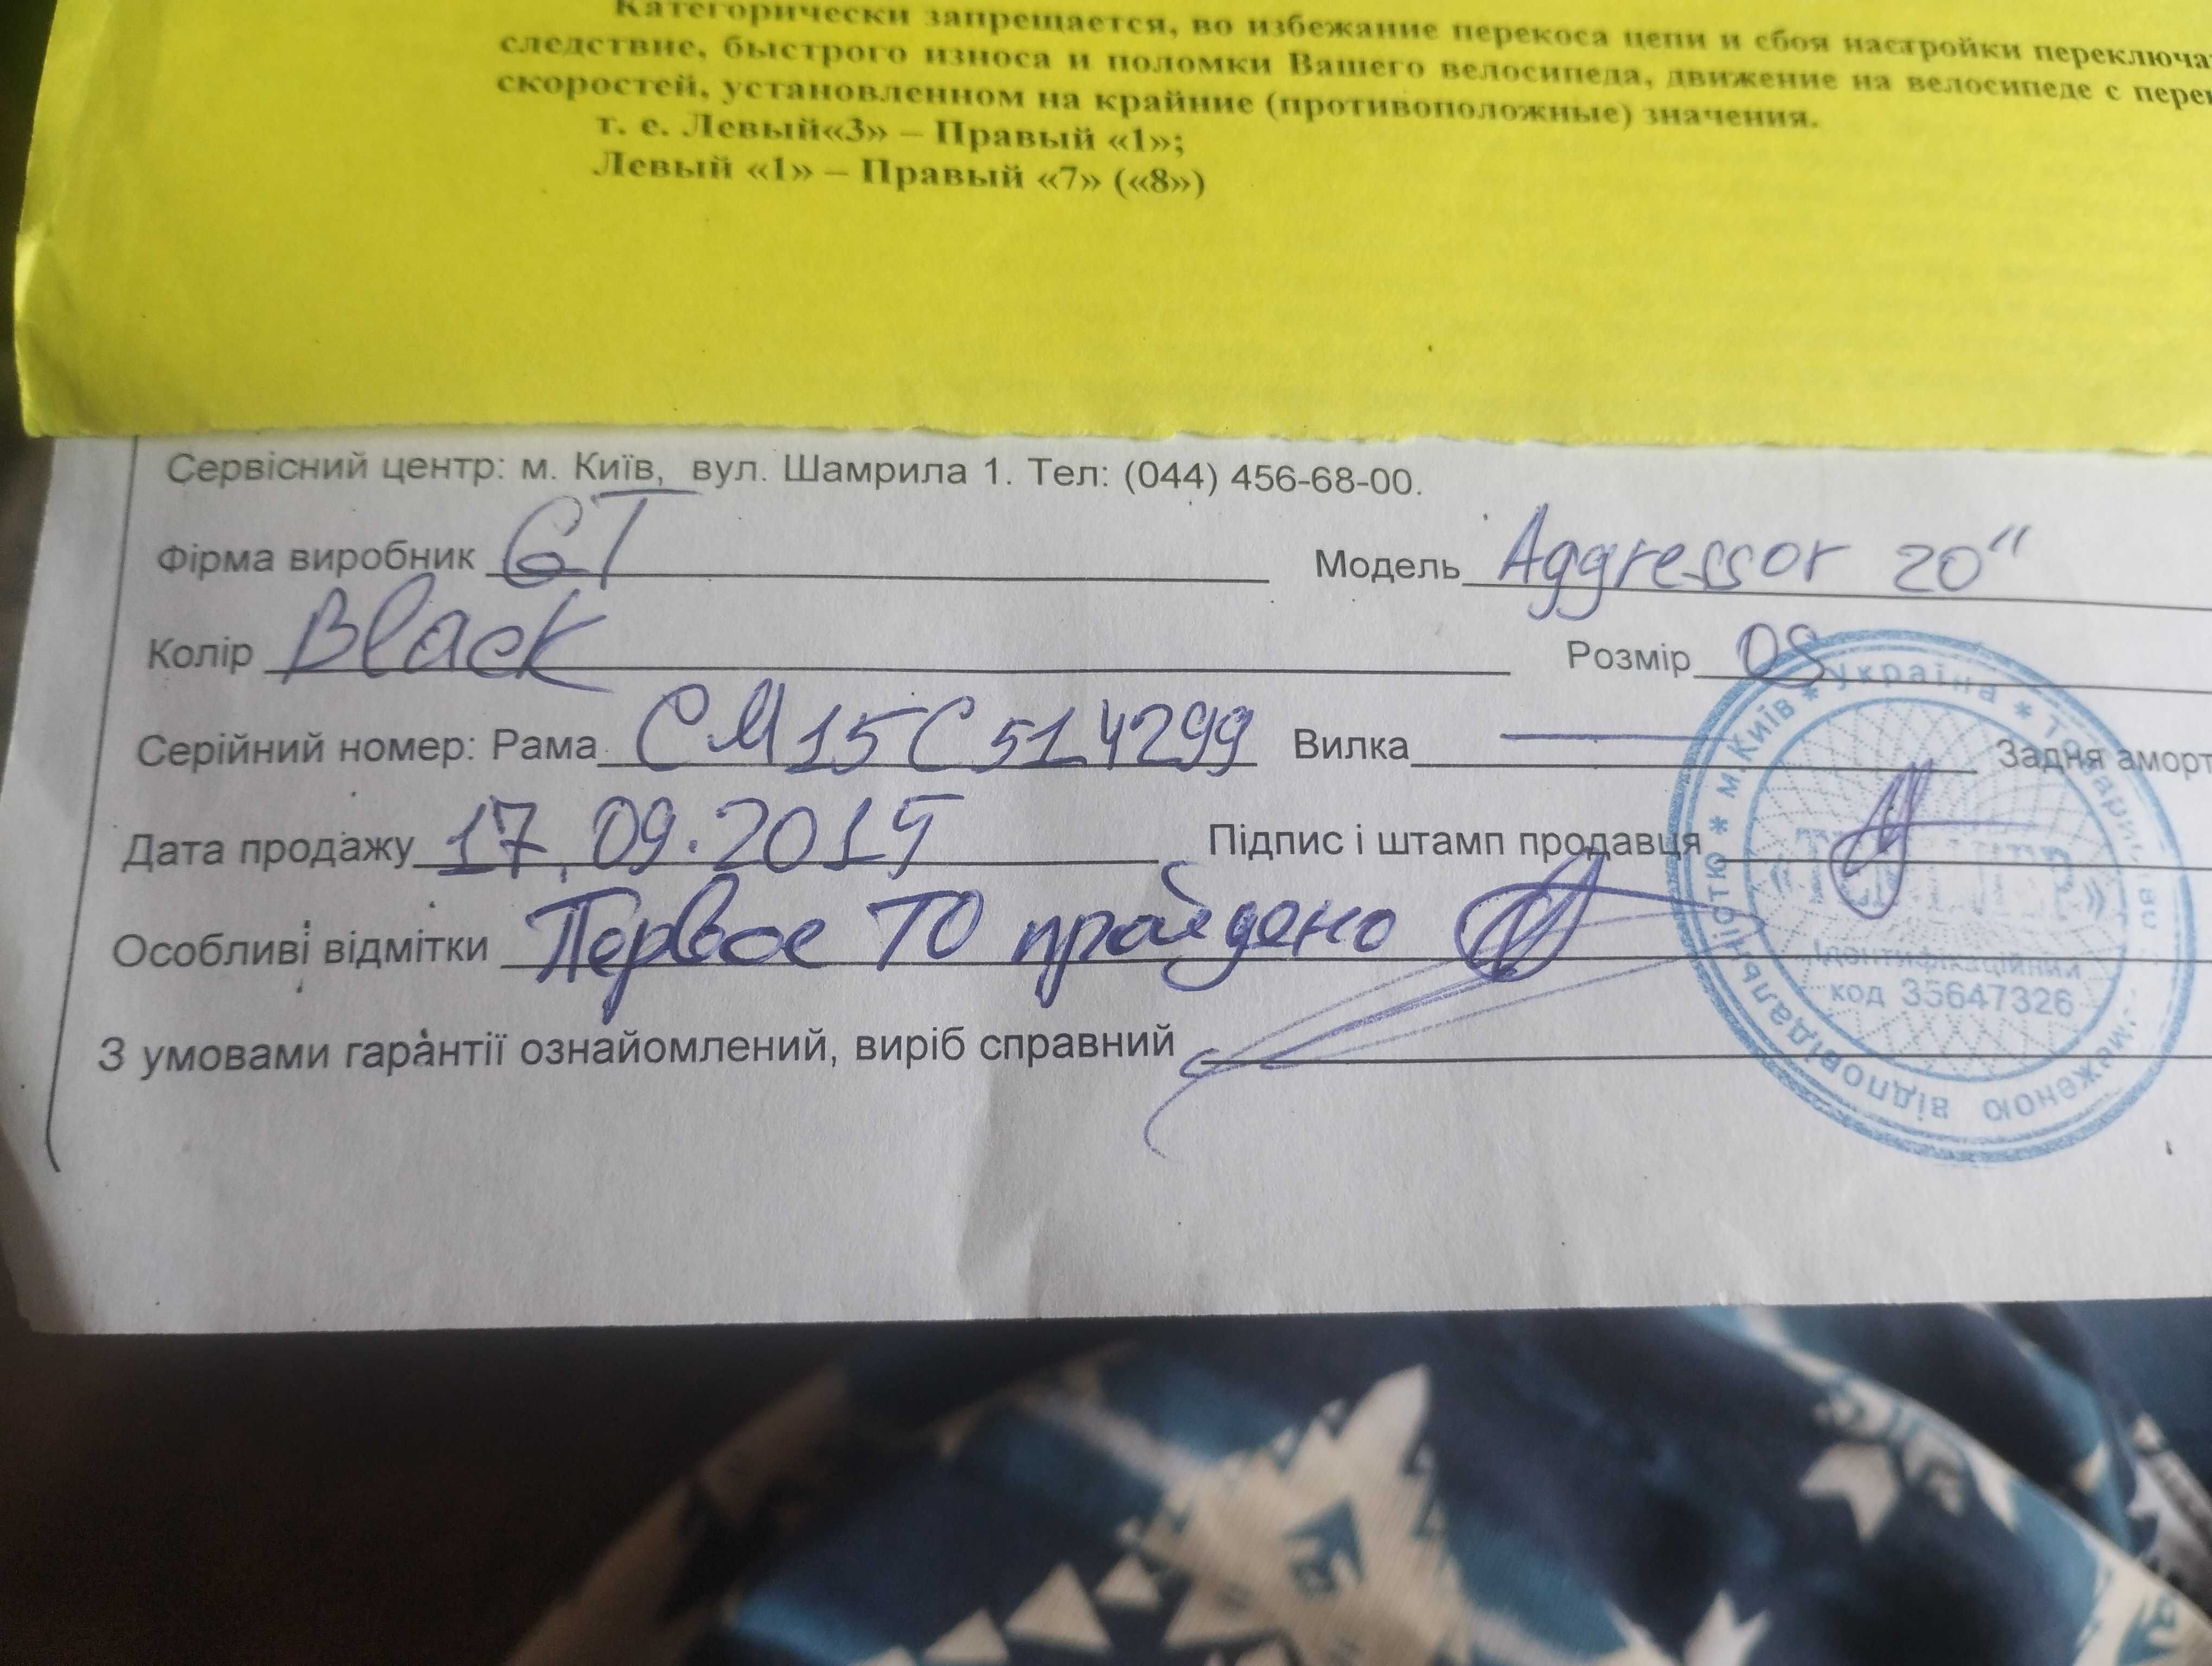 Категорически запрещается, во избежание перекоса цепи и сбоя настройки переключа
следствие, быстрого износа и поломки Вашего велосипеда, движение на велосипеде с пере
скоростей, установленном на крайние (противоположные) значения.
т. е. Левый«3» – Правый «1»;
Левый «1» – Правый «7» («8»)
Сервісний центр: м. Київ, вул. Шамрила 1. Тел: (044) 456-68-00.
Фірма виробник GT Модель Aggressor 20"
Колір Black Розмір OS
Серійний номер: Рама CM15C514299 Вилка — Задня аморт
Дата продажу 17.09.2015 Підпис і штамп продавця
Особливі відмітки Первое ТО пройдено
З умовами гарантії ознайомлений, виріб справний
* м.Київ * Україна *
відповідальністю
Ідентифікаційний
код 35647326